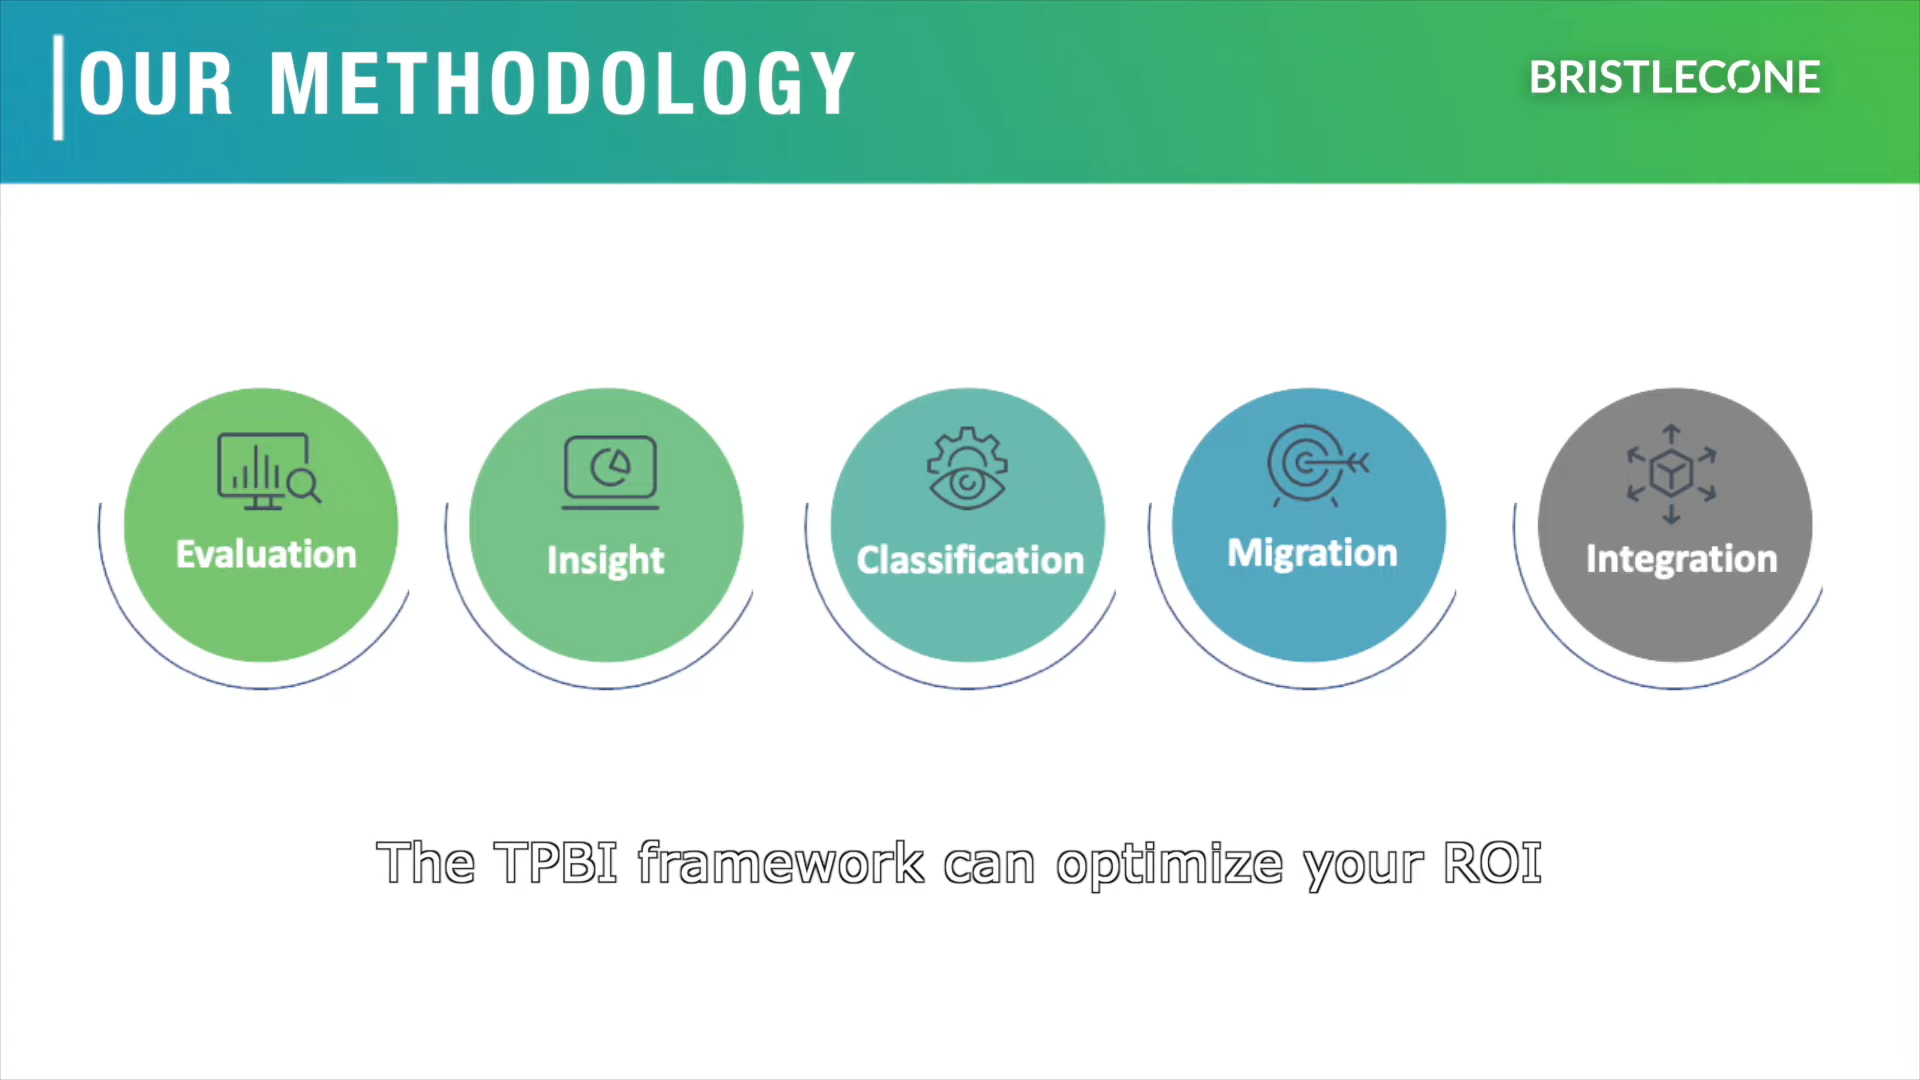 OUR METHODOLOGY
BRISTLECONE
Evaluation
Insight
Classification
Migration
Integration
The TPBI framework can optimize your ROI